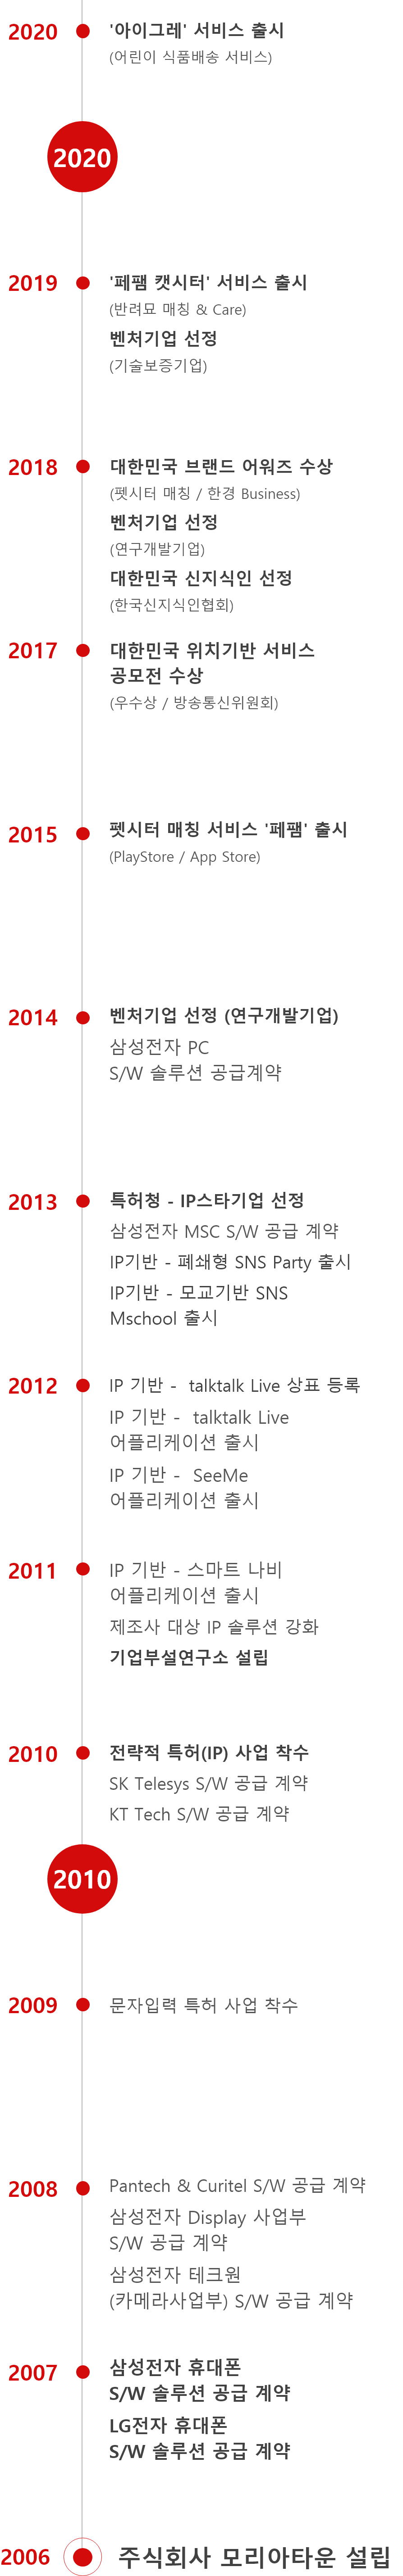 2020 '아이그레' 서비스 출시
(어린이 식품배송 서비스)
2020
2019 '페팸 캣시터' 서비스 출시
(반려묘 매칭 & Care)
벤처기업 선정
(기술보증기업)
2018 대한민국 브랜드 어워즈 수상
(펫시터 매칭 / 한경 Business)
벤처기업 선정
(연구개발기업)
대한민국 신지식인 선정
(한국신지식인협회)
2017 대한민국 위치기반 서비스
공모전 수상
(우수상 / 방송통신위원회)
2015 펫시터 매칭 서비스 '페팸' 출시
(PlayStore / App Store)
2014 벤처기업 선정 (연구개발기업)
삼성전자 PC
S/W 솔루션 공급계약
2013 특허청 - IP스타기업 선정
삼성전자 MSC S/W 공급 계약
IP기반 - 폐쇄형 SNS Party 출시
IP기반 - 모교기반 SNS
Mschool 출시
2012 IP 기반 - talktalk Live 상표 등록
IP 기반 - talktalk Live
어플리케이션 출시
IP 기반 - SeeMe
어플리케이션 출시
2011 IP 기반 - 스마트 나비
어플리케이션 출시
제조사 대상 IP 솔루션 강화
기업부설연구소 설립
2010 전략적 특허(IP) 사업 착수
SK Telesys S/W 공급 계약
KT Tech S/W 공급 계약
2010
2009 문자입력 특허 사업 착수
2008 Pantech & Curitel S/W 공급 계약
삼성전자 Display 사업부
S/W 공급 계약
삼성전자 테크원
(카메라사업부) S/W 공급 계약
2007 삼성전자 휴대폰
S/W 솔루션 공급 계약
LG전자 휴대폰
S/W 솔루션 공급 계약
2006 주식회사 모리아타운 설립